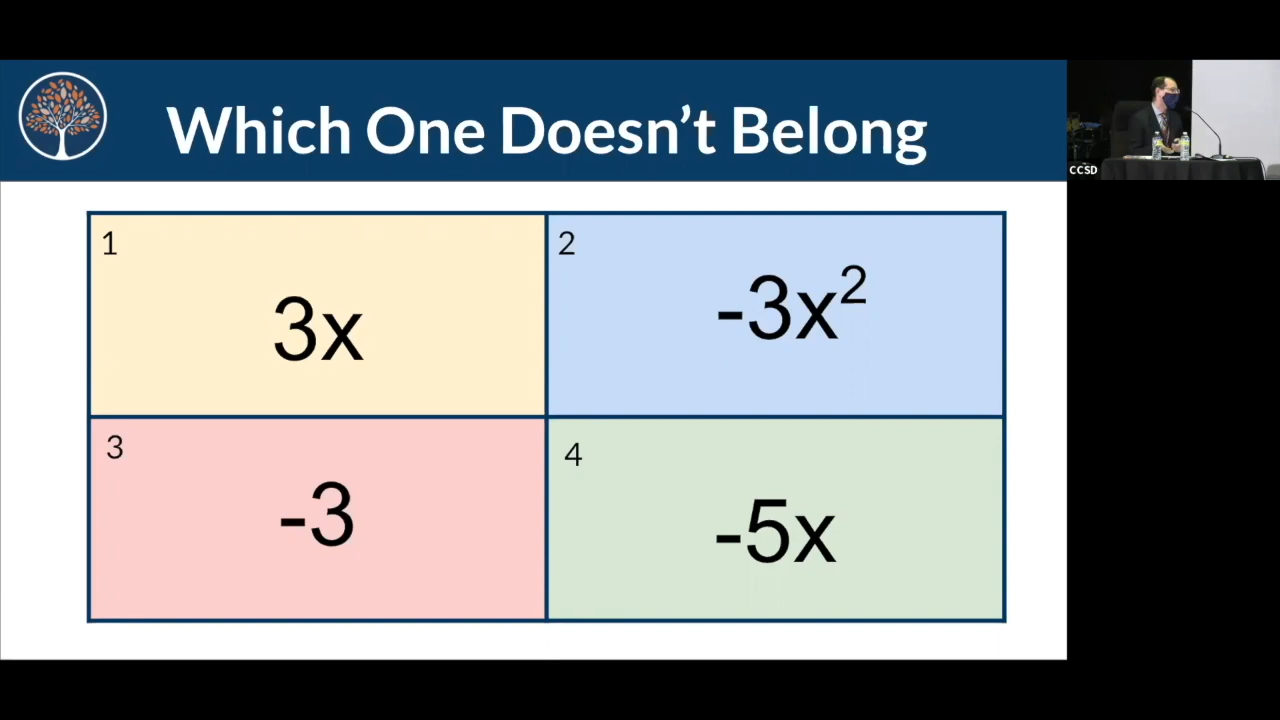 Which One Doesn’t Belong
CCSD
1
3x
2
-3x²
3
-3
4
-5x